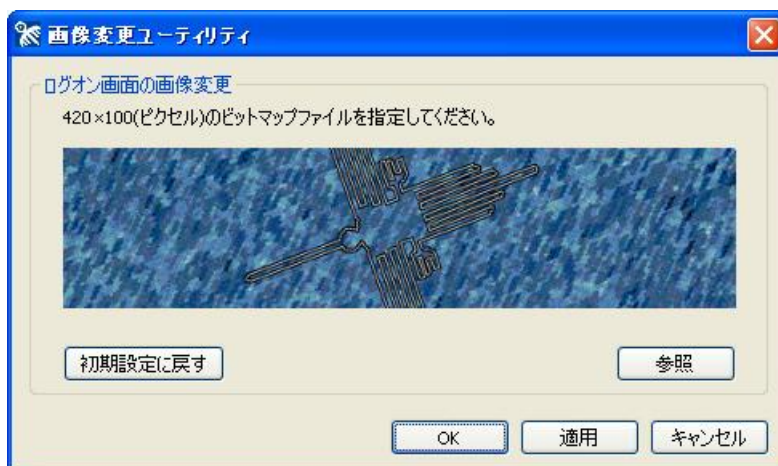 画像変更ユーティリティ
ログオン画面の画像変更
420×100(ピクセル)のビットマップファイルを指定してください。
初期設定に戻す
参照
OK
適用
キャンセル